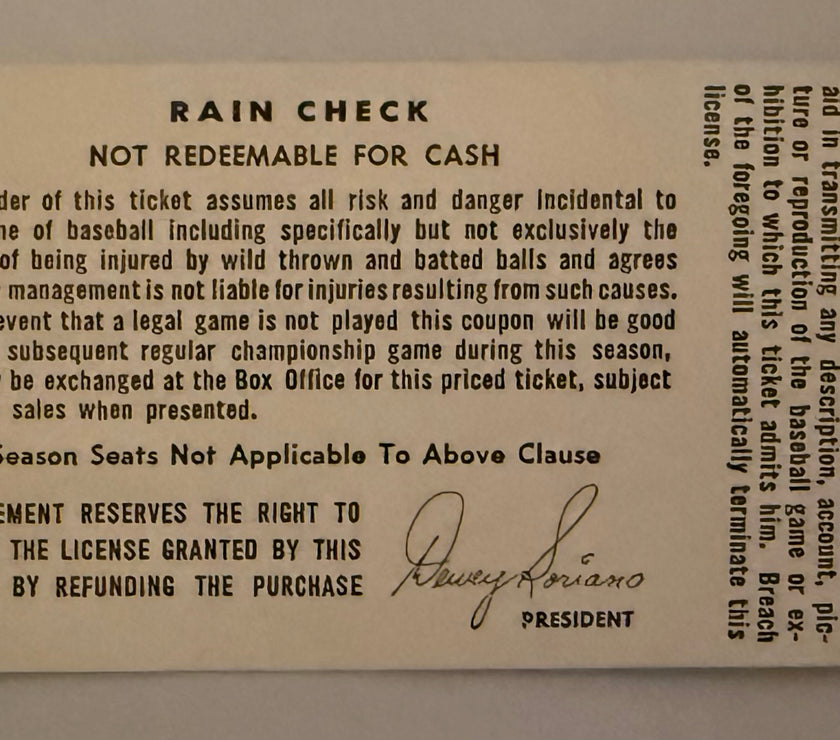 RAIN CHECK
NOT REDEEMABLE FOR CASH
der of this ticket assumes all risk and danger incidental to
ne of baseball including specifically but not exclusively the
of being injured by wild thrown and batted balls and agrees
management is not liable for injuries resulting from such causes.
event that a legal game is not played this coupon will be good
subsequent regular championship game during this season,
be exchanged at the Box Office for this priced ticket, subject
sales when presented.
Season Seats Not Applicable To Above Clause
EMENT RESERVES THE RIGHT TO
THE LICENSE GRANTED BY THIS
BY REFUNDING THE PURCHASE
Dewey Soriano
PRESIDENT
aid in transmitting any description, account, pic-
ture or reproduction of the baseball game or ex-
hibition to which this ticket admits him. Breach
of the foregoing will automatically terminate this
license.